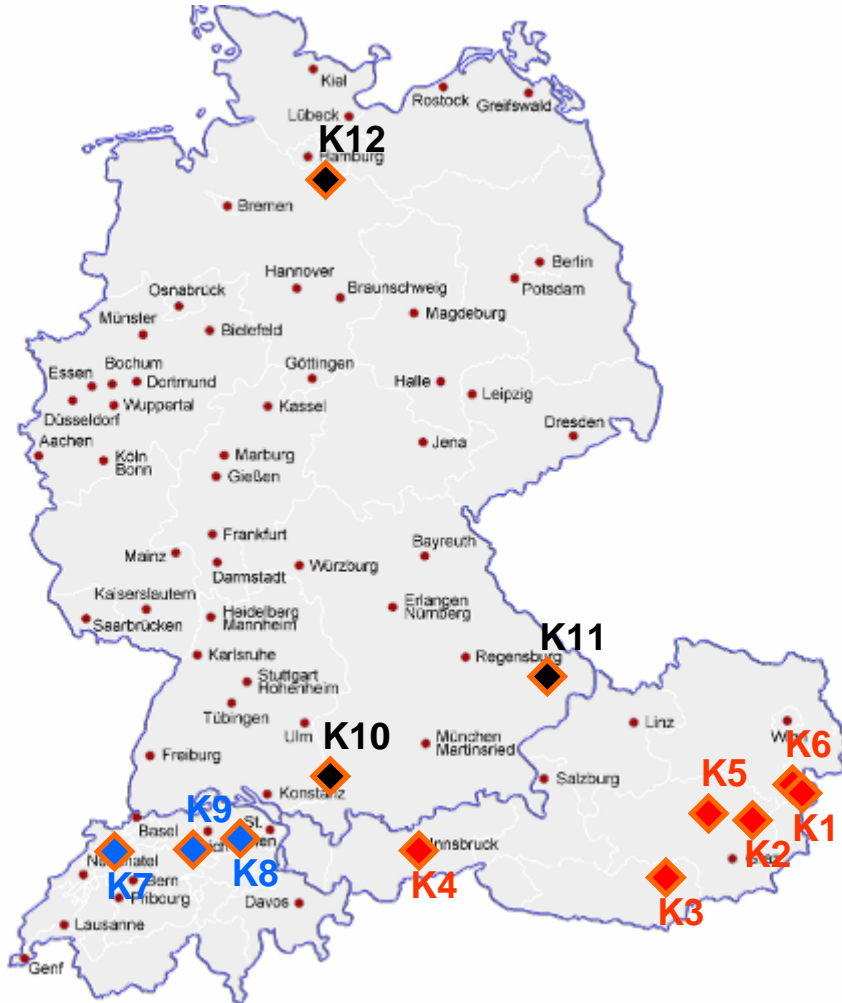 Kiel
Rostock
Greifswald
Lübeck
K12
Hamburg
Bremen
Berlin
Hannover
Potsdam
Osnabrück
Braunschweig
Magdeburg
Münster
Bielefeld
Göttingen
Bochum
Essen
Dortmund
Halle
Leipzig
Kassel
Wuppertal
Düsseldorf
Dresden
Aachen
Jena
Köln
Bonn
Marburg
Gießen
Frankfurt
Mainz
Bayreuth
Würzburg
Darmstadt
Kaiserslautern
Erlangen
Nürnberg
Heidelberg
Mannheim
Saarbrücken
K11
Karlsruhe
Regensburg
Stuttgart
Hohenheim
Tübingen
Linz
Ulm
K10
München
Martinsried
K6
Freiburg
Salzburg
K5
Konstanz
K9
K1
Basel
St.
K2
Innsbruck
K8
K7
K4
Bern
K3
Fribourg
Davos
Lausanne
Genf